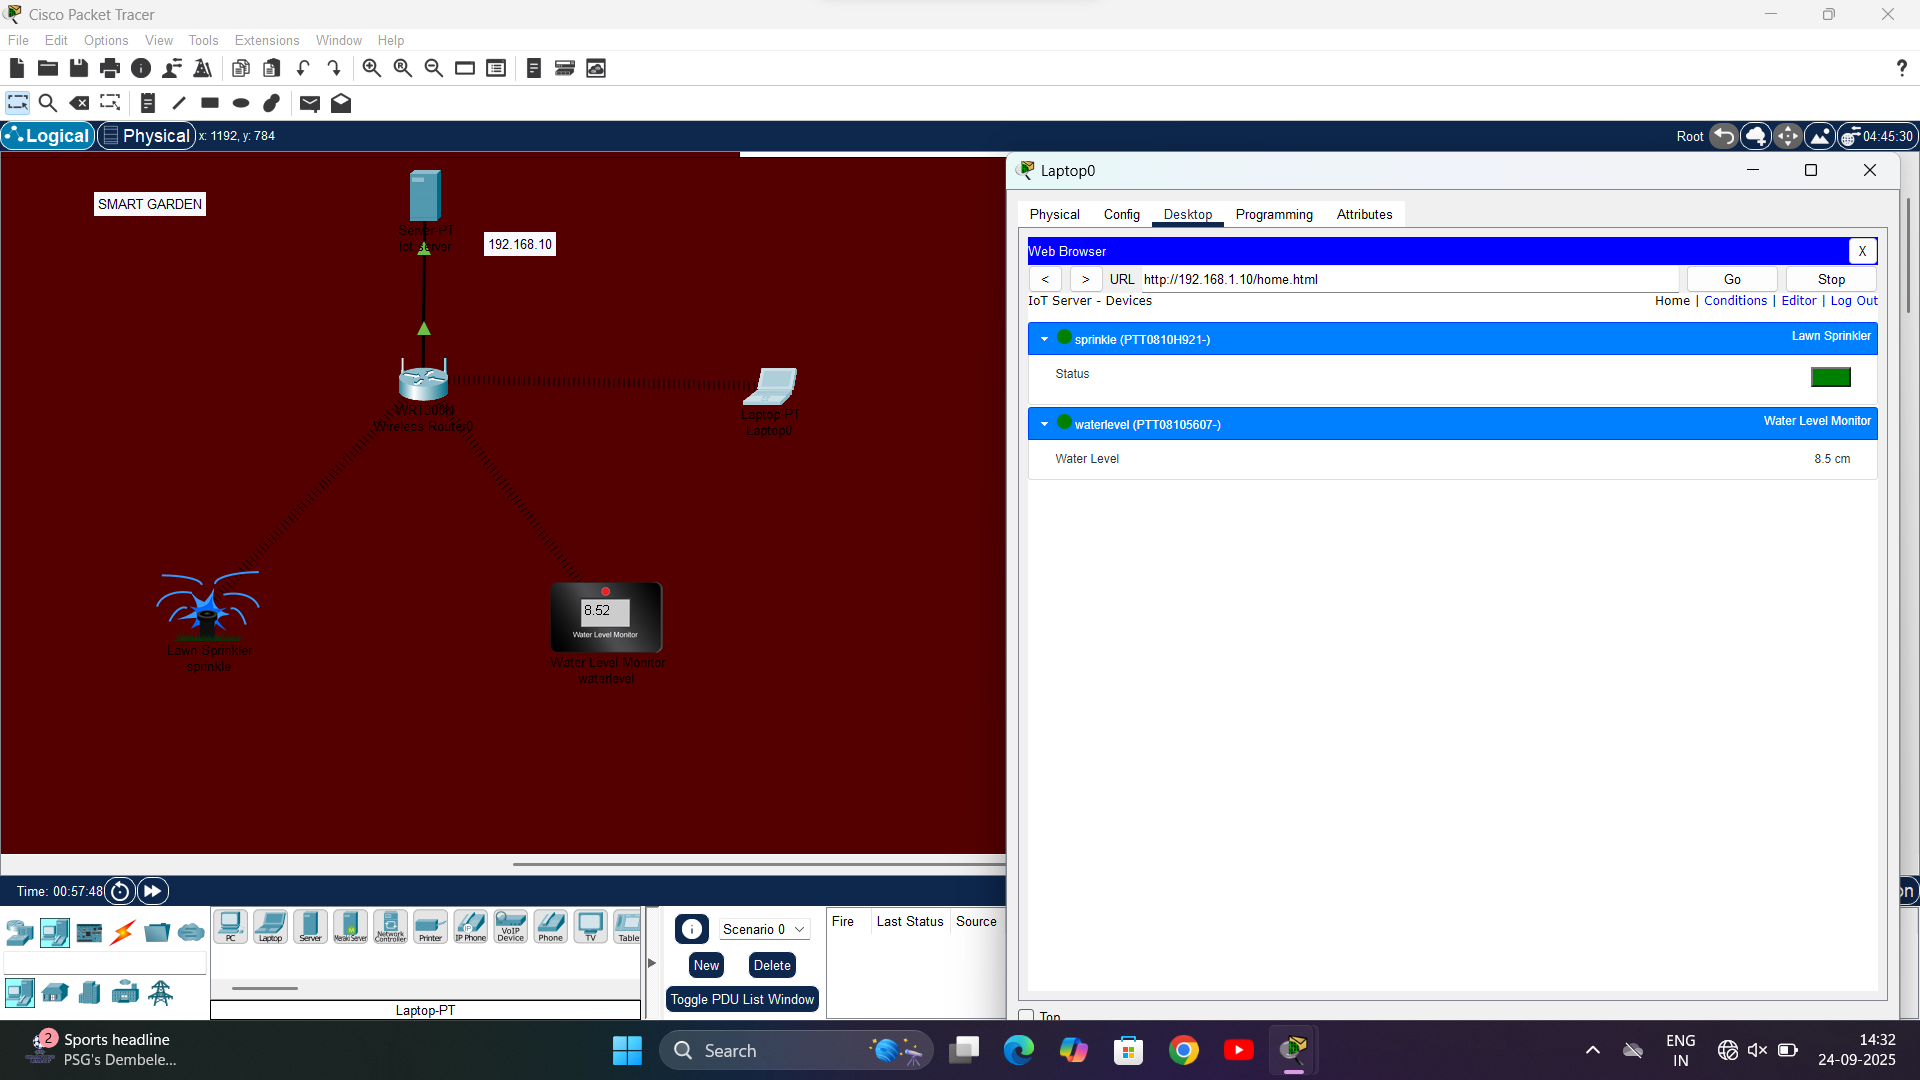 Cisco Packet Tracer
File Edit Options View Tools Extensions Window Help
?
Logical Physical x: 1192, y: 784 Root 04:45:30
SMART GARDEN
Server-PT
Iot server
192.168.10
WRT300N
Wireless Router0
Laptop-PT
Laptop0
Lawn Sprinkler
sprinkle
8.52
Water Level Monitor
Water Level Monitor
waterlevel
Laptop0
Physical Config Desktop Programming Attributes
Web Browser X
< > URL http://192.168.1.10/home.html Go Stop
IoT Server - Devices Home | Conditions | Editor | Log Out
sprinkle (PTT0810H921-) Lawn Sprinkler
Status
waterlevel (PTT08105607-) Water Level Monitor
Water Level 8.5 cm
Top
Time: 00:57:48
PC Laptop Server Meraki-Server Network Controller Printer IP Phone VoIP Device Phone TV Table
Laptop-PT
Scenario 0
New Delete
Toggle PDU List Window
Fire Last Status Source
on
2 Sports headline
PSG's Dembele...
Search
ENG
IN
14:32
24-09-2025